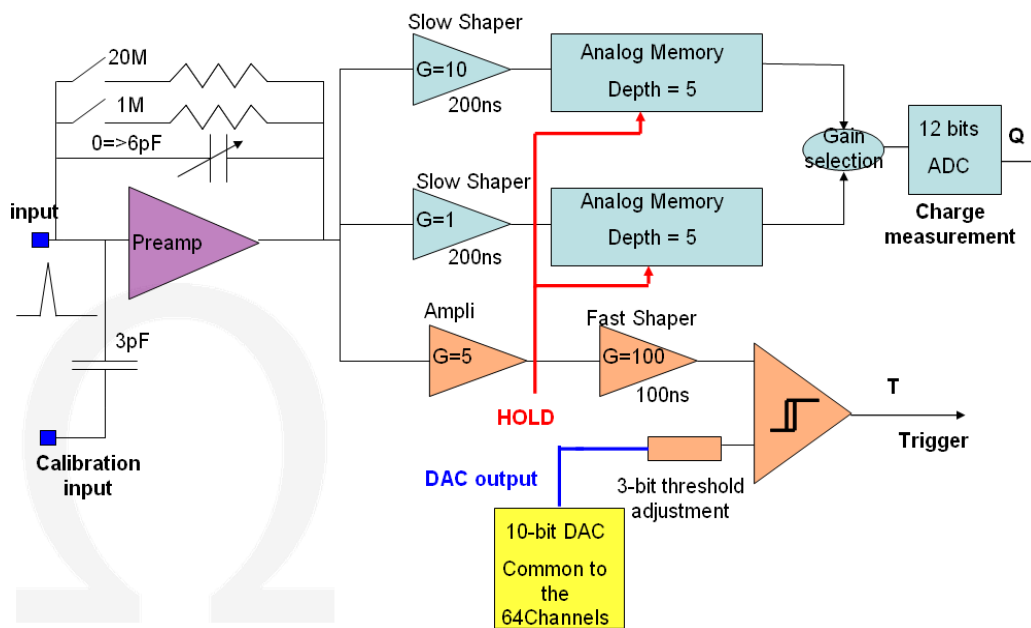 Slow Shaper
G=10
200ns
Analog Memory
Depth = 5
20M
1M
0=>6pF
input
Preamp
Slow Shaper
G=1
200ns
Analog Memory
Depth = 5
Gain
selection
12 bits
ADC
Q
Charge
measurement
3pF
Calibration
input
Ampli
G=5
HOLD
Fast Shaper
G=100
100ns
T
Trigger
DAC output
3-bit threshold
adjustment
10-bit DAC
Common to
the
64Channels
Ω